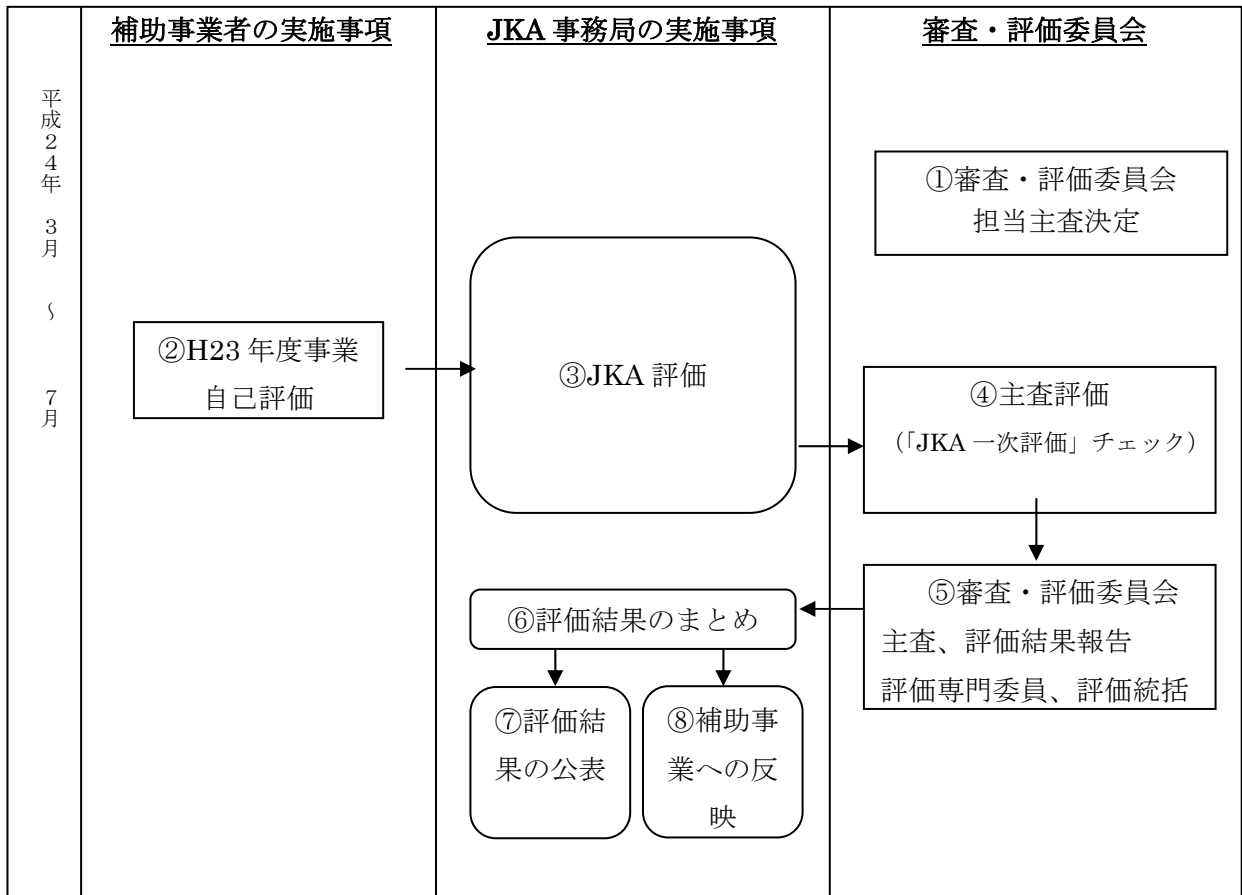 補助事業者の実施事項
JKA 事務局の実施事項
審査・評価委員会
平成24年 3月 ~ 7月
①審査・評価委員会
担当主査決定
②H23 年度事業
自己評価
③JKA 評価
④主査評価
(「JKA 一次評価」チェック)
⑤審査・評価委員会
主査、評価結果報告
評価専門委員、評価統括
⑥評価結果のまとめ
⑦評価結
果の公表
⑧補助事
業への反
映